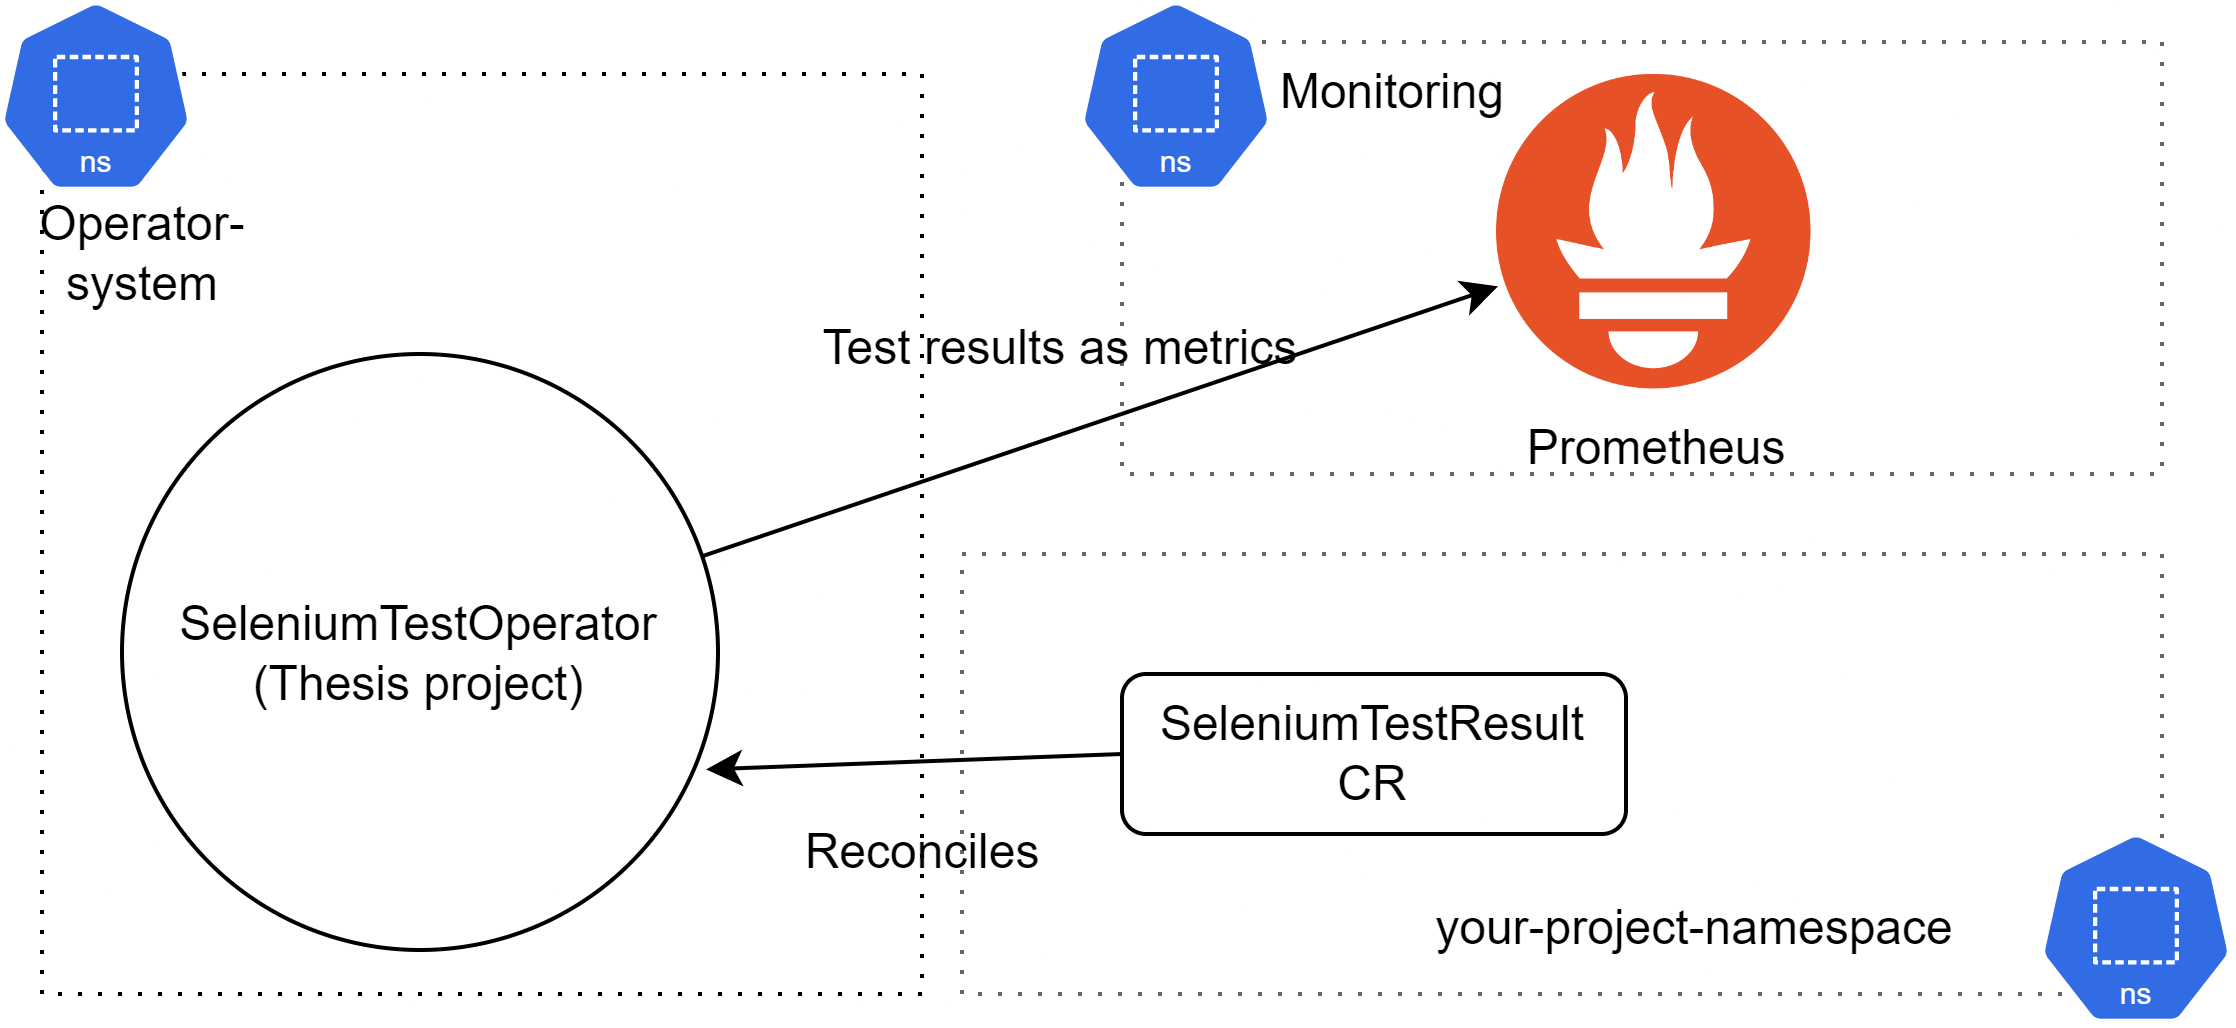 ns
Operator-
system
ns
Monitoring
Test results as metrics
Prometheus
SeleniumTestOperator
(Thesis project)
SeleniumTestResult
CR
Reconciles
your-project-namespace
ns